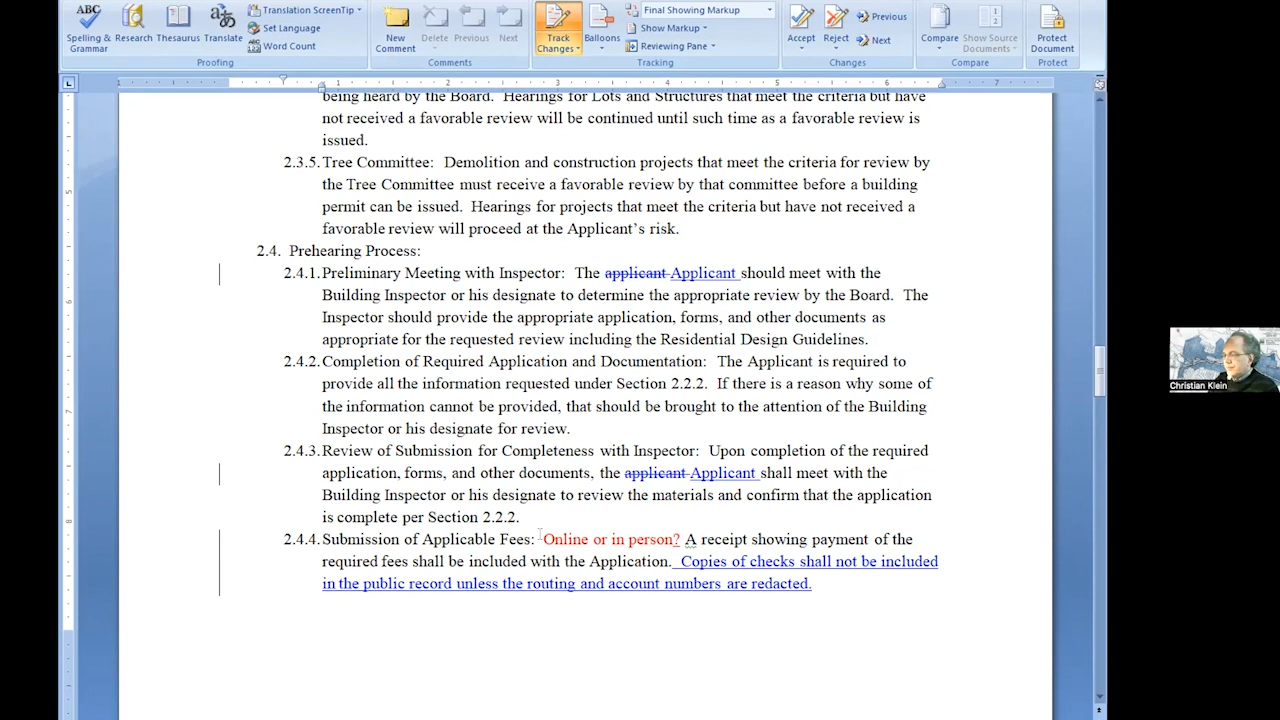 ABC
Spelling & Grammar
Research
Thesaurus
Translate
Translation ScreenTip
Set Language
Word Count
Proofing
New Comment
Delete
Previous
Next
Comments
Track Changes
Balloons
Final Showing Markup
Show Markup
Reviewing Pane
Tracking
Accept
Reject
Previous
Next
Changes
Compare
Show Source Documents
Compare
Protect Document
Protect
1 1 2 3 4 5 6 7
being heard by the Board. Hearings for Lots and Structures that meet the criteria but have
not received a favorable review will be continued until such time as a favorable review is
issued.
2.3.5. Tree Committee: Demolition and construction projects that meet the criteria for review by
the Tree Committee must receive a favorable review by that committee before a building
permit can be issued. Hearings for projects that meet the criteria but have not received a
favorable review will proceed at the Applicant's risk.
2.4. Prehearing Process:
2.4.1. Preliminary Meeting with Inspector: The applicant Applicant should meet with the
Building Inspector or his designate to determine the appropriate review by the Board. The
Inspector should provide the appropriate application, forms, and other documents as
appropriate for the requested review including the Residential Design Guidelines.
2.4.2. Completion of Required Application and Documentation: The Applicant is required to
provide all the information requested under Section 2.2.2. If there is a reason why some of
the information cannot be provided, that should be brought to the attention of the Building
Inspector or his designate for review.
2.4.3. Review of Submission for Completeness with Inspector: Upon completion of the required
application, forms, and other documents, the applicant Applicant shall meet with the
Building Inspector or his designate to review the materials and confirm that the application
is complete per Section 2.2.2.
2.4.4. Submission of Applicable Fees: Online or in person? A receipt showing payment of the
required fees shall be included with the Application. Copies of checks shall not be included
in the public record unless the routing and account numbers are redacted.
Christian Klein